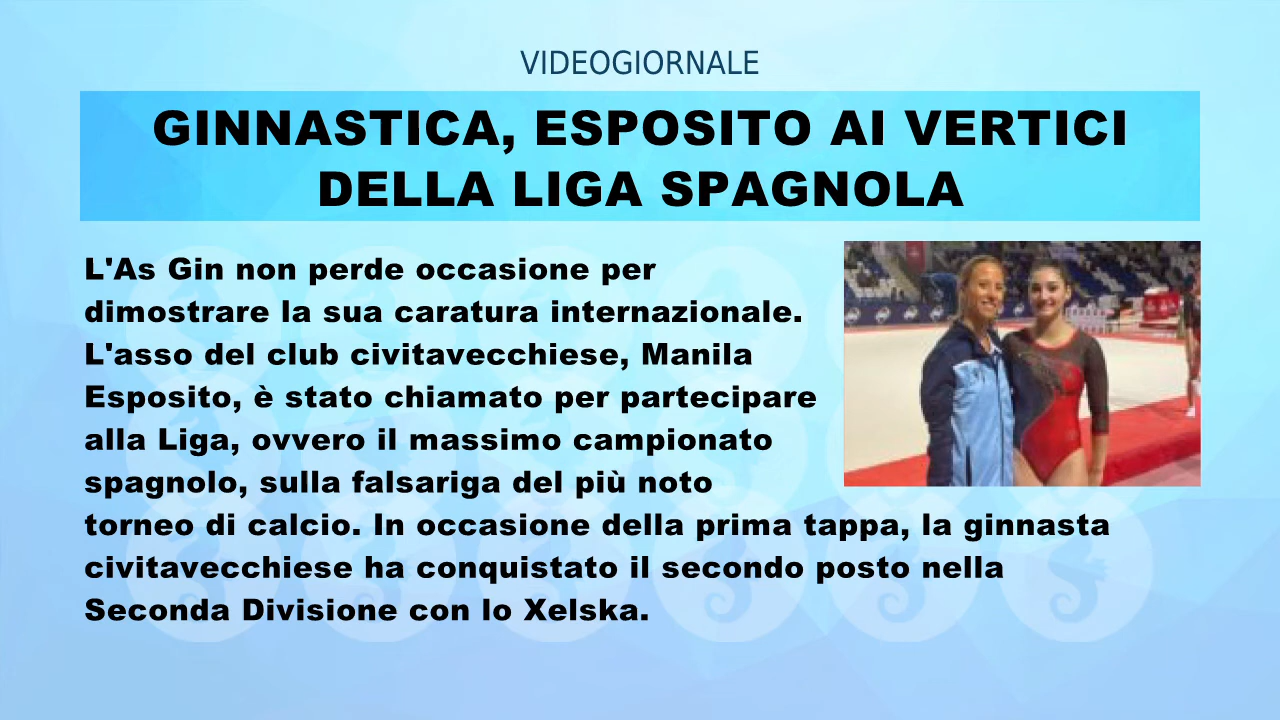 VIDEOGIORNALE
GINNASTICA, ESPOSITO AI VERTICI
DELLA LIGA SPAGNOLA
L'As Gin non perde occasione per
dimostrare la sua caratura internazionale.
L'asso del club civitavecchiese, Manila
Esposito, è stato chiamato per partecipare
alla Liga, ovvero il massimo campionato
spagnolo, sulla falsariga del più noto
torneo di calcio. In occasione della prima tappa, la ginnasta
civitavecchiese ha conquistato il secondo posto nella
Seconda Divisione con lo Xelska.